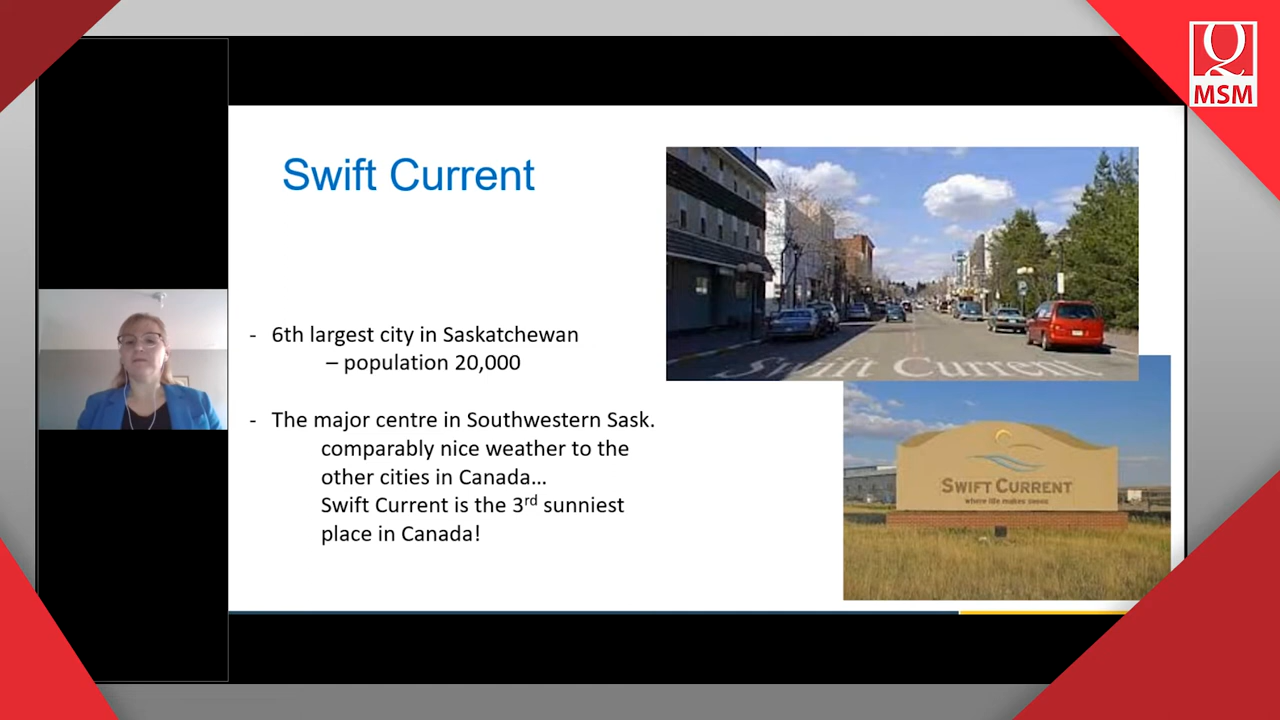 Q
MSM
Swift Current
- 6th largest city in Saskatchewan
– population 20,000
- The major centre in Southwestern Sask.
comparably nice weather to the
other cities in Canada...
Swift Current is the 3rd sunniest
place in Canada!
Swift Current
SWIFT CURRENT
where life makes sense